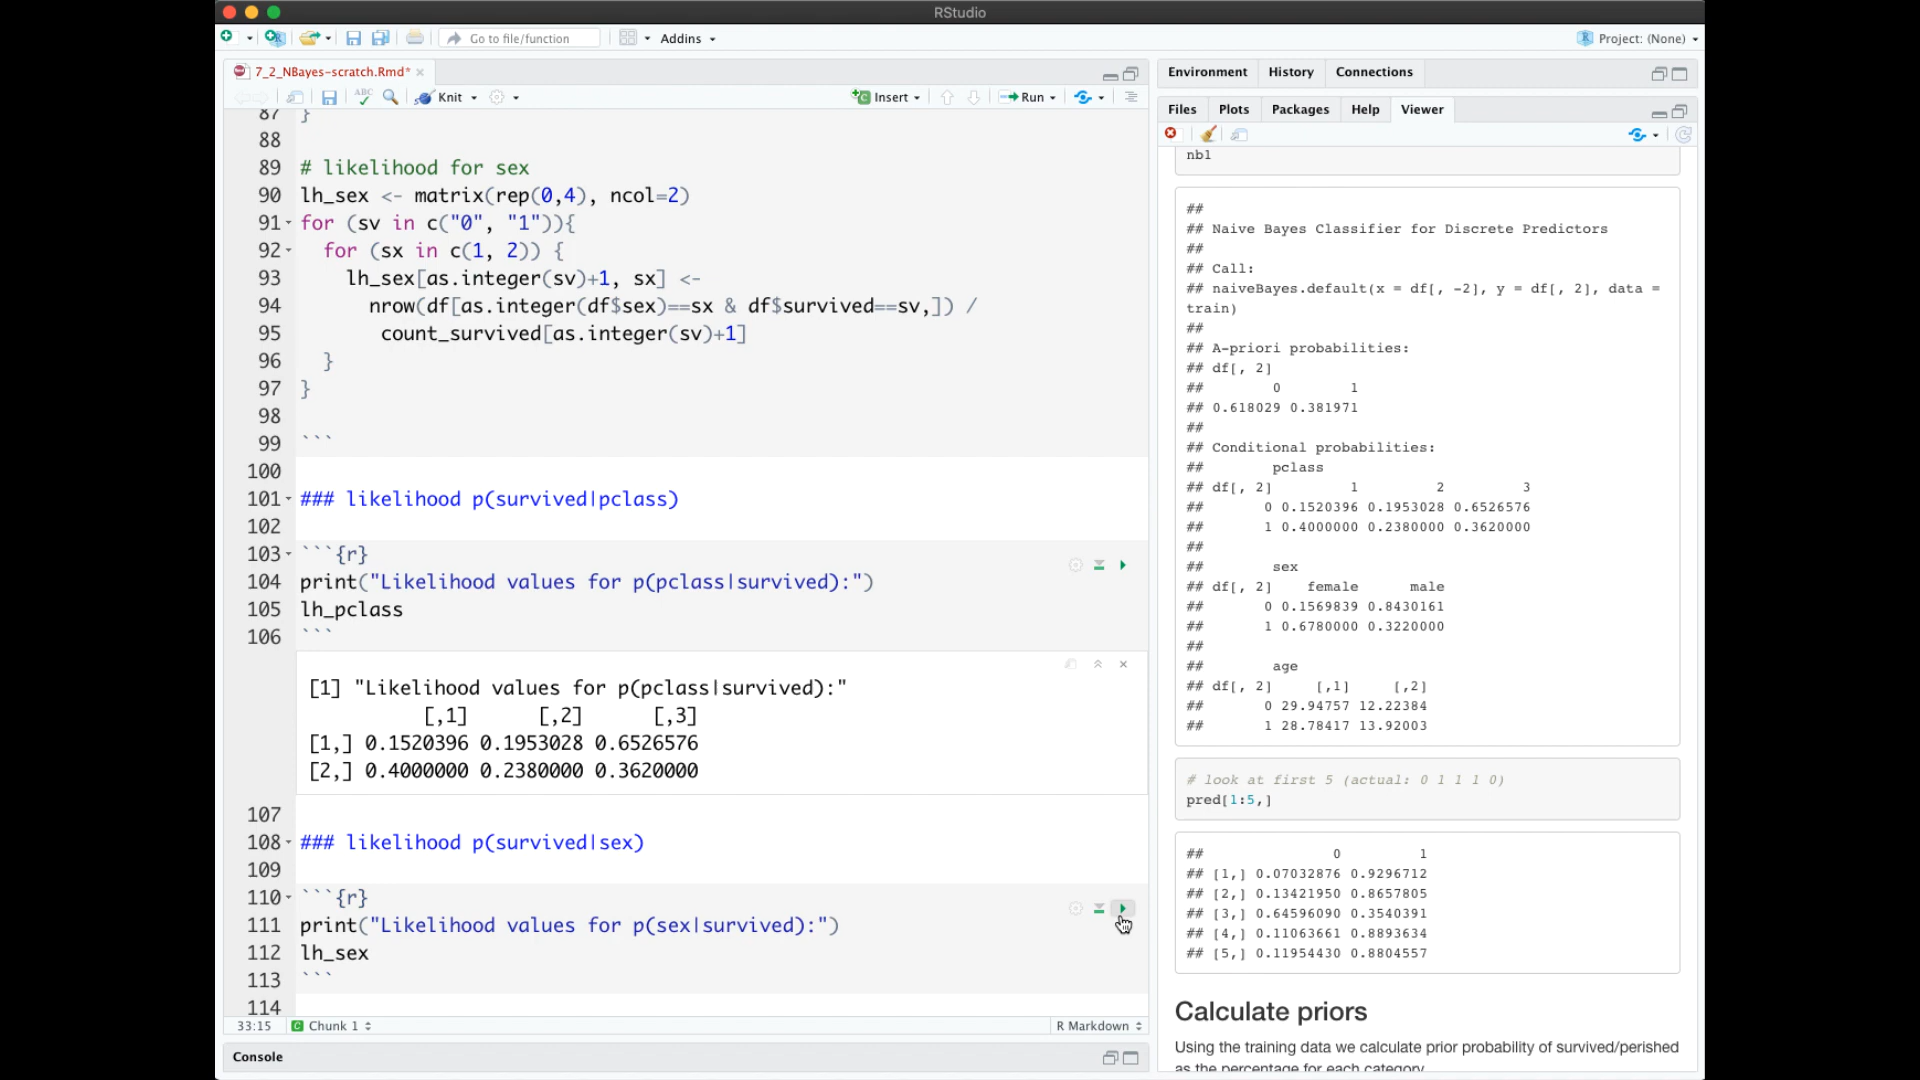 RStudio
Go to file/function
Addins
Project: (None)
7_2_NBayes-scratch.Rmd*
ABC
Knit
Insert
Run
87 }
88
89 # likelihood for sex
90 lh_sex <- matrix(rep(0,4), ncol=2)
91 for (sv in c("0", "1")){
92 for (sx in c(1, 2)) {
93 lh_sex[as.integer(sv)+1, sx] <-
94 nrow(df[as.integer(df$sex)==sx & df$survived==sv,]) /
95 count_survived[as.integer(sv)+1]
96 }
97 }
98
99 ```
100
101 ### likelihood p(survived|pclass)
102
103 ```{r}
104 print("Likelihood values for p(pclass|survived):")
105 lh_pclass
106 ```
[1] "Likelihood values for p(pclass|survived):"
[,1] [,2] [,3]
[1,] 0.1520396 0.1953028 0.6526576
[2,] 0.4000000 0.2380000 0.3620000
107
108 ### likelihood p(survived|sex)
109
110 ```{r}
111 print("Likelihood values for p(sex|survived):")
112 lh_sex
113 ```
114
33:15 Chunk 1 R Markdown
Console
Environment History Connections
Files Plots Packages Help Viewer
nb1
##
## Naive Bayes Classifier for Discrete Predictors
##
## Call:
## naiveBayes.default(x = df[, -2], y = df[, 2], data =
train)
##
## A-priori probabilities:
## df[, 2]
## 0 1
## 0.618029 0.381971
##
## Conditional probabilities:
## pclass
## df[, 2] 1 2 3
## 0 0.1520396 0.1953028 0.6526576
## 1 0.4000000 0.2380000 0.3620000
##
## sex
## df[, 2] female male
## 0 0.1569839 0.8430161
## 1 0.6780000 0.3220000
##
## age
## df[, 2] [,1] [,2]
## 0 29.94757 12.22384
## 1 28.78417 13.92003
# look at first 5 (actual: 0 1 1 1 0)
pred[1:5,]
## 0 1
## [1,] 0.07032876 0.9296712
## [2,] 0.13421950 0.8657805
## [3,] 0.64596090 0.3540391
## [4,] 0.11063661 0.8893634
## [5,] 0.11954430 0.8804557
Calculate priors
Using the training data we calculate prior probability of survived/perished
as the percentage for each category